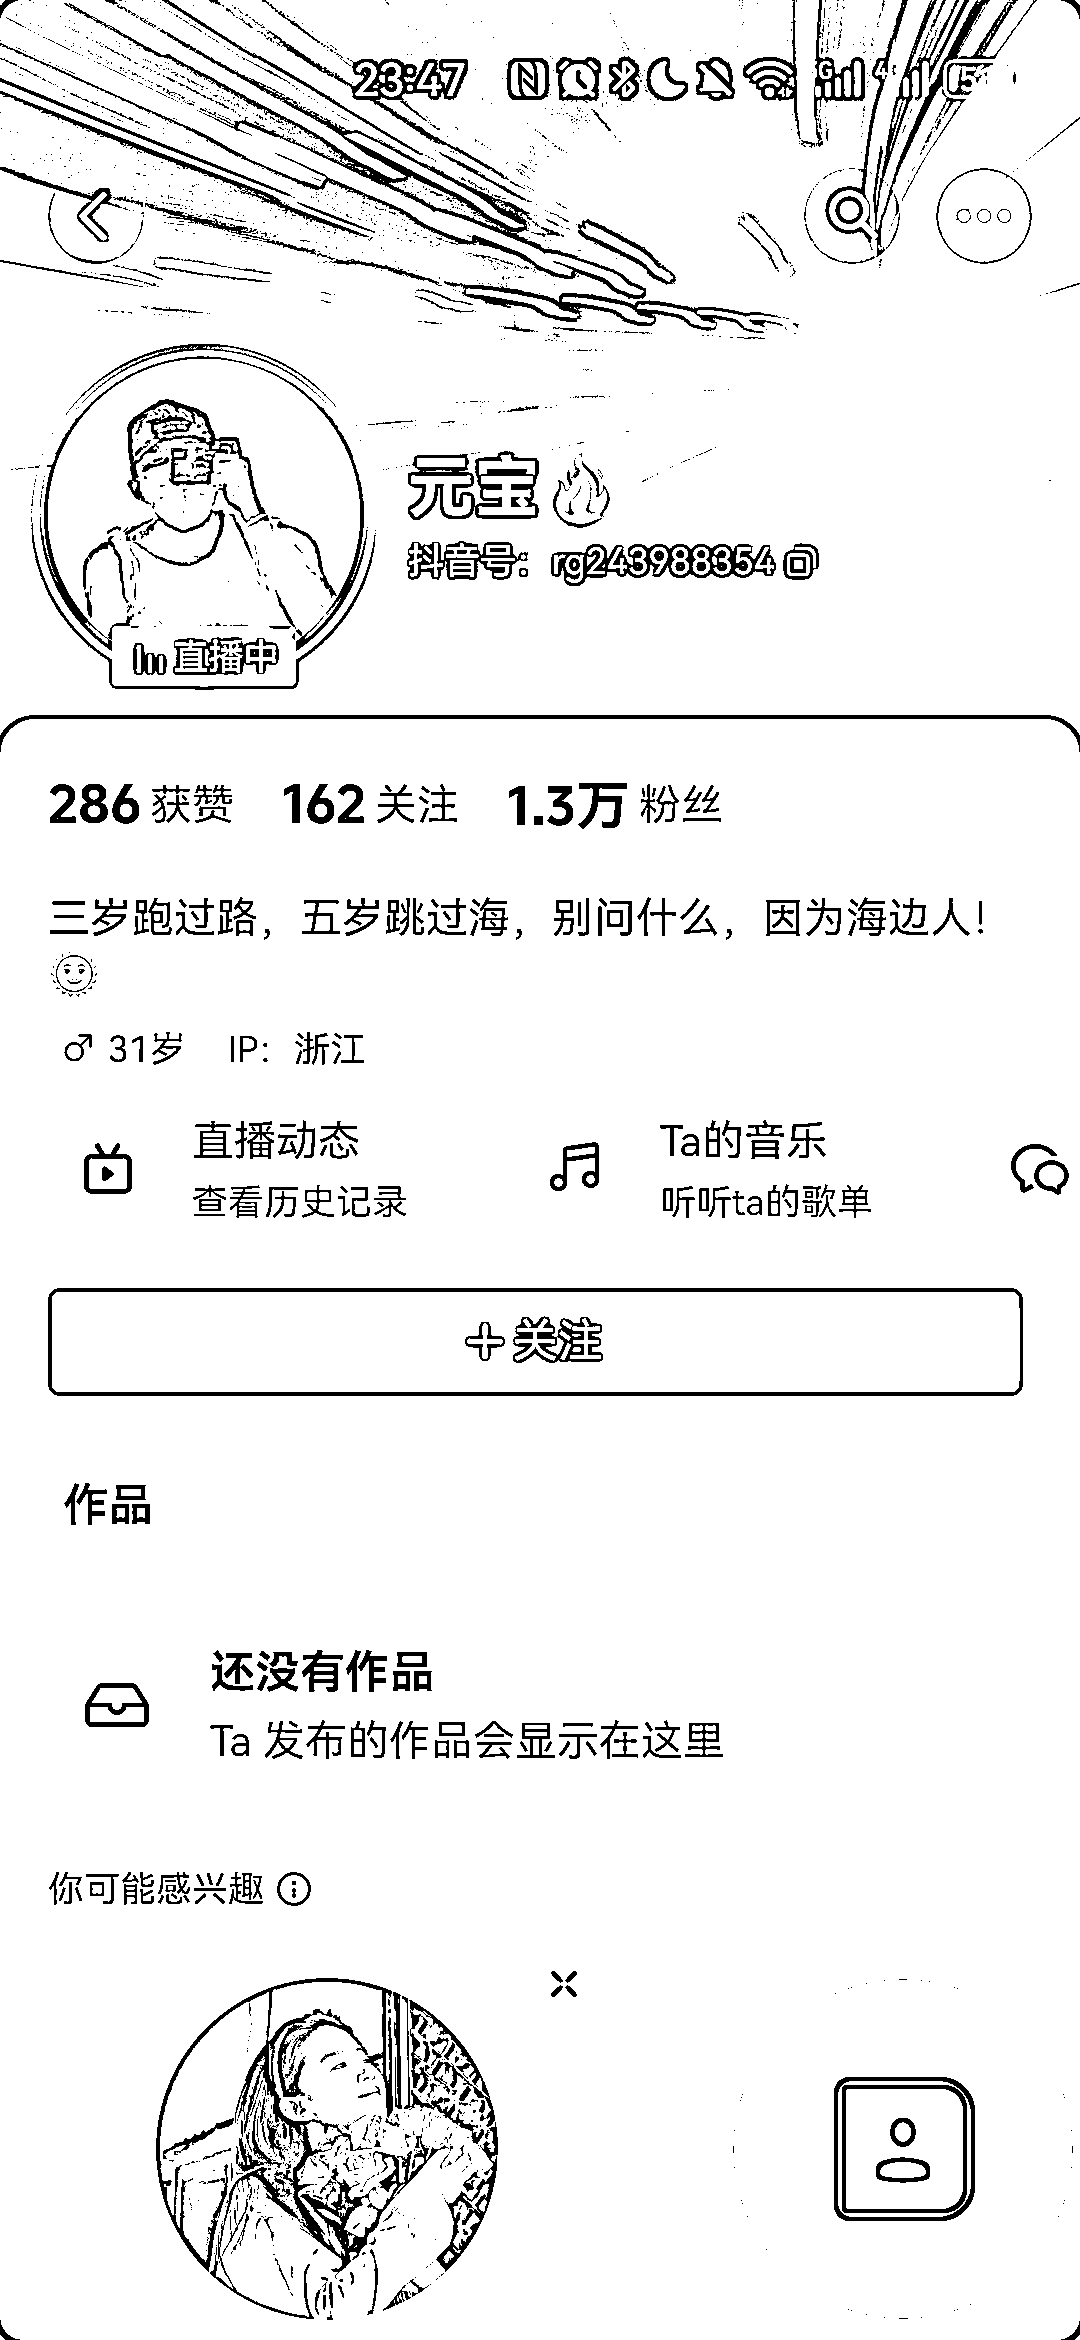 23:47
元宝🔥
抖音号：rg243988354
直播中
286 获赞 162 关注 1.3万 粉丝
三岁跑过路，五岁跳过海，别问什么，因为海边人！
🌞
♂ 31岁 IP：浙江
直播动态 Ta的音乐
查看历史记录 听听ta的歌单
+ 关注
作品
还没有作品
Ta 发布的作品会显示在这里
你可能感兴趣